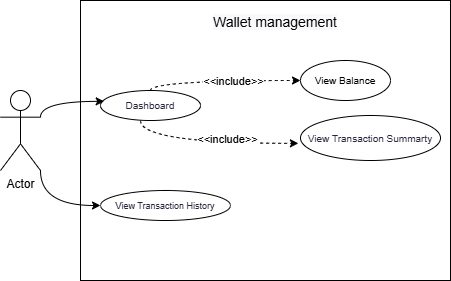 Wallet management
<<include>>
View Balance
Dashboard
<<include>>
View Transaction Summarty
Actor
View Transaction History